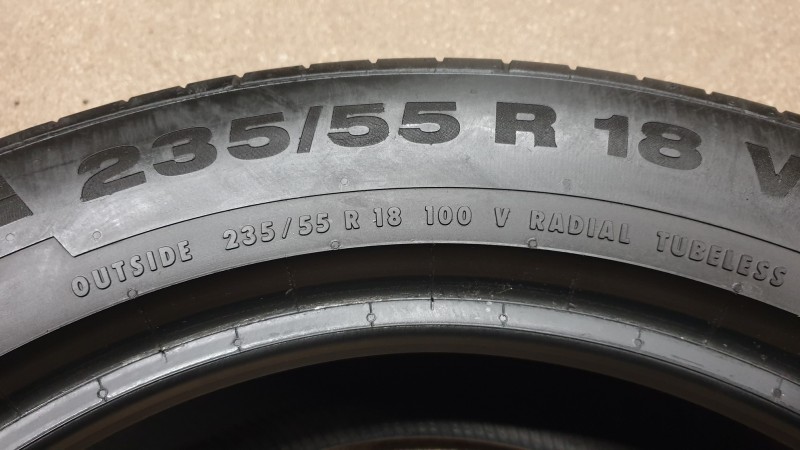 235/55 R 18 V
OUTSIDE 235/55 R 18 100 V RADIAL TUBELESS